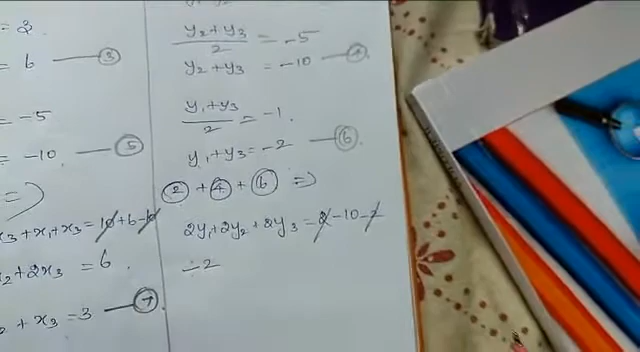 = 2
= 6 —— ③
= -5
= -10. —— ⑤
=>
x3 + x1 + x3 = 10 + 6 - 10
x2 + 2x3 = 6.
2 + x3 = 3 —— ⑦.
y2 + y3 / 2 = -5
y2 + y3 = -10 —— ④.
y1 + y3 / 2 = -1.
y1 + y3 = -2 —— ⑥.
② + ④ + ⑥ =>
2y1 + 2y2 + 2y3 = 2 - 10 - 2
÷ 2